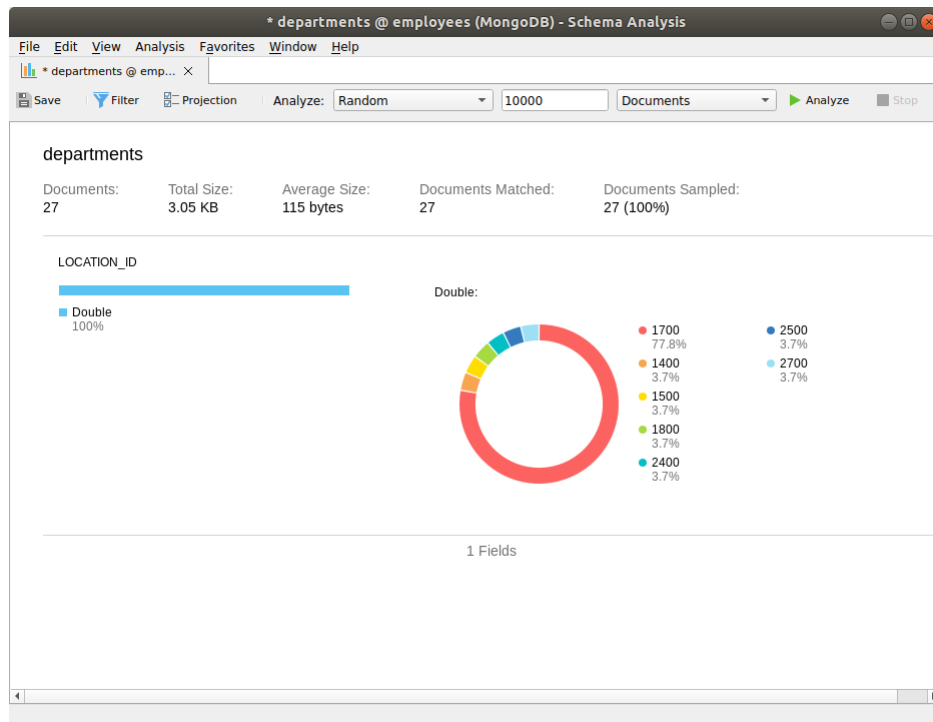 * departments @ employees (MongoDB) - Schema Analysis
File Edit View Analysis Favorites Window Help
* departments @ emp...
Save Filter Projection Analyze: Random 10000 Documents Analyze Stop
departments
Documents: Total Size: Average Size: Documents Matched: Documents Sampled:
27 3.05 KB 115 bytes 27 27 (100%)
LOCATION_ID
Double
100%
Double:
1700
77.8%
1400
3.7%
1500
3.7%
1800
3.7%
2400
3.7%
2500
3.7%
2700
3.7%
1 Fields